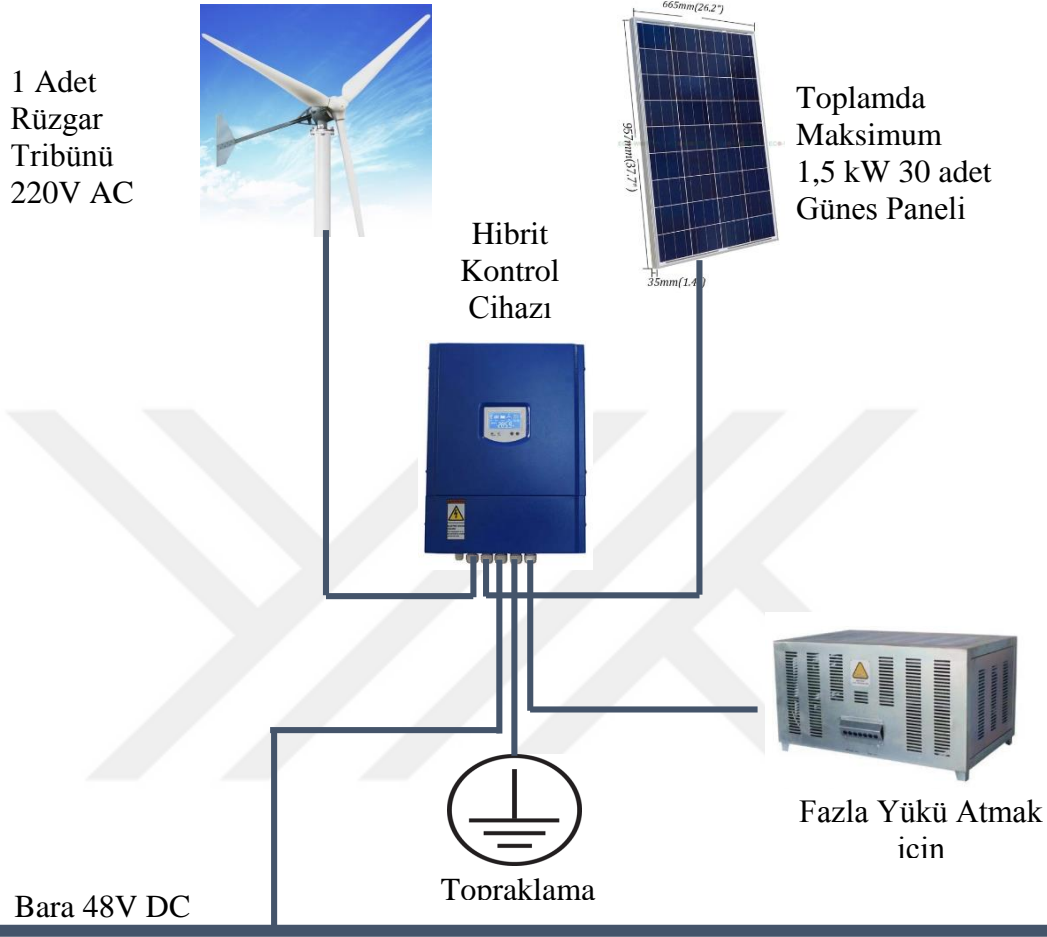 665mm(26.2")
1 Adet
Rüzgar
Tribünü
220V AC
957mm(37.7")
Toplamda
Maksimum
1,5 kW 30 adet
Günes Paneli
35mm(1.4")
Hibrit
Kontrol
Cihazı
Fazla Yükü Atmak
için
Topraklama
Bara 48V DC